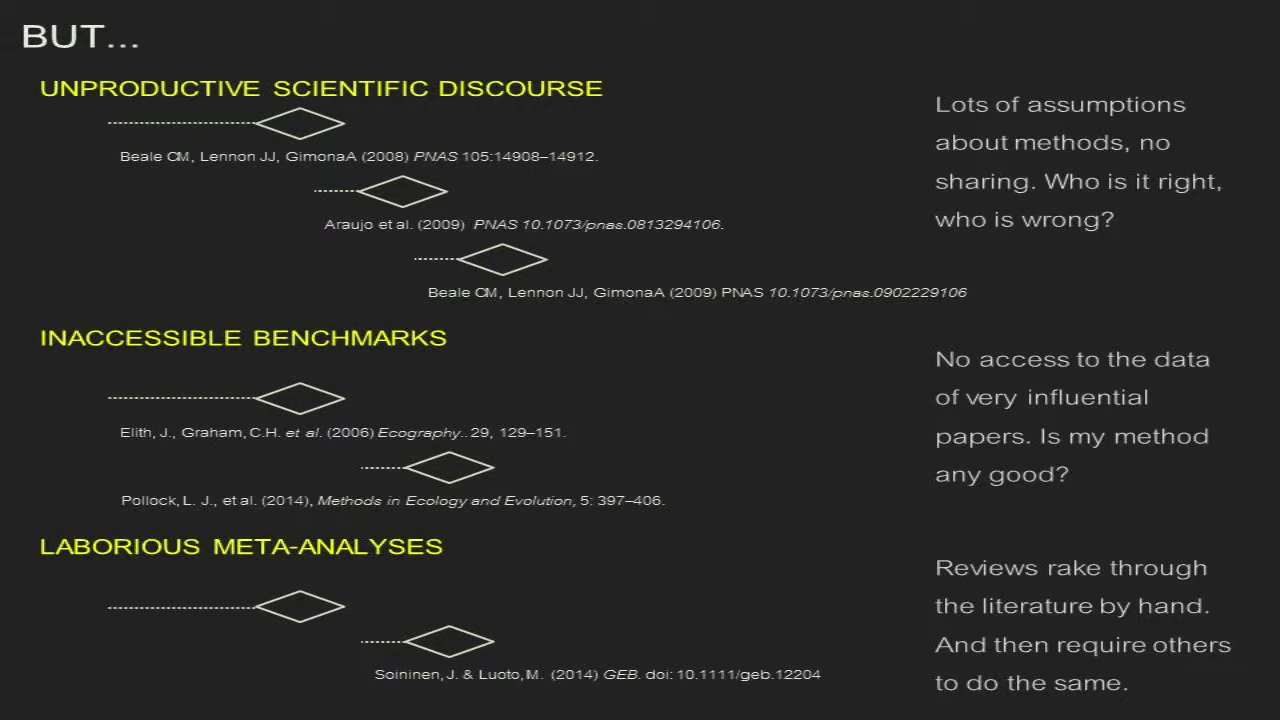 BUT...
UNPRODUCTIVE SCIENTIFIC DISCOURSE
Beale CM, Lennon JJ, GimonaA (2008) PNAS 105:14908–14912.
Araujo et al. (2009) PNAS 10.1073/pnas.0813294106.
Beale CM, Lennon JJ, GimonaA (2009) PNAS 10.1073/pnas.0902229106
Lots of assumptions
about methods, no
sharing. Who is it right,
who is wrong?
INACCESSIBLE BENCHMARKS
Elith, J., Graham, C.H. et al. (2006) Ecography.. 29, 129–151.
Pollock, L. J., et al. (2014), Methods in Ecology and Evolution, 5: 397–406.
No access to the data
of very influential
papers. Is my method
any good?
LABORIOUS META-ANALYSES
Soininen, J. & Luoto, M. (2014) GEB. doi: 10.1111/geb.12204
Reviews rake through
the literature by hand.
And then require others
to do the same.